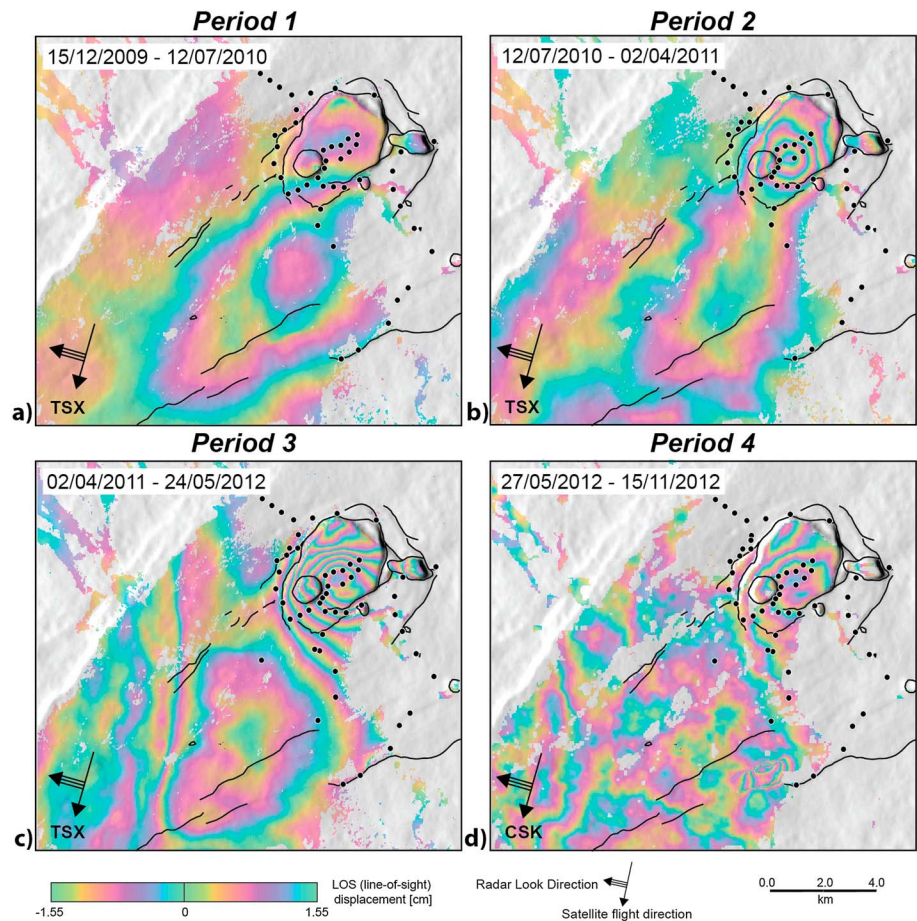 Period 1
15/12/2009 - 12/07/2010
TSX
a)
Period 2
12/07/2010 - 02/04/2011
TSX
b)
Period 3
02/04/2011 - 24/05/2012
TSX
c)
Period 4
27/05/2012 - 15/11/2012
CSK
d)
LOS (line-of-sight)
displacement [cm]
-1.55 0 1.55
Radar Look Direction
Satellite flight direction
0.0 2.0 4.0
km